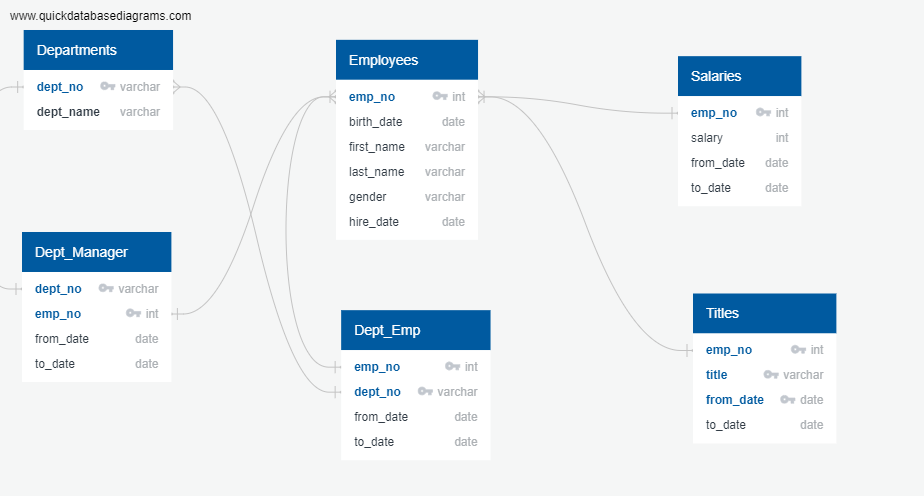 www.quickdatabasediagrams.com
Departments
dept_no varchar
dept_name varchar
Employees
emp_no int
birth_date date
first_name varchar
last_name varchar
gender varchar
hire_date date
Salaries
emp_no int
salary int
from_date date
to_date date
Dept_Manager
dept_no varchar
emp_no int
from_date date
to_date date
Dept_Emp
emp_no int
dept_no varchar
from_date date
to_date date
Titles
emp_no int
title varchar
from_date date
to_date date